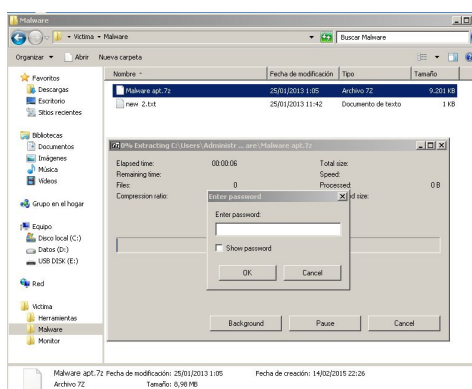 Malware
Victima ▸ Malware
Buscar Malware
Organizar
Abrir
Nueva carpeta
Favoritos
Descargas
Escritorio
Sitios recientes
Bibliotecas
Documentos
Imágenes
Música
Vídeos
Grupo en el hogar
Equipo
Disco local (C:)
Datos (D:)
USB DISK (E:)
Red
Victima
Herramientas
Malware
Monitor
Nombre
Fecha de modificación
Tipo
Tamaño
Malware apt.7z
25/01/2013 1:05
Archivo 7Z
9.201 KB
new 2.txt
25/01/2013 11:42
Documento de texto
1 KB
0% Extracting C:\Users\Administr ... are\Malware apt.7z
Elapsed time:
00:00:06
Total size:
Remaining time:
Speed:
Files:
0
Processed:
0 B
Compression ratio:
d size:
Enter password
Enter password:
Show password
OK
Cancel
Background
Pause
Cancel
Malware apt.7z Fecha de modificación: 25/01/2013 1:05
Fecha de creación: 14/02/2015 22:26
Archivo 7Z
Tamaño: 8,98 MB